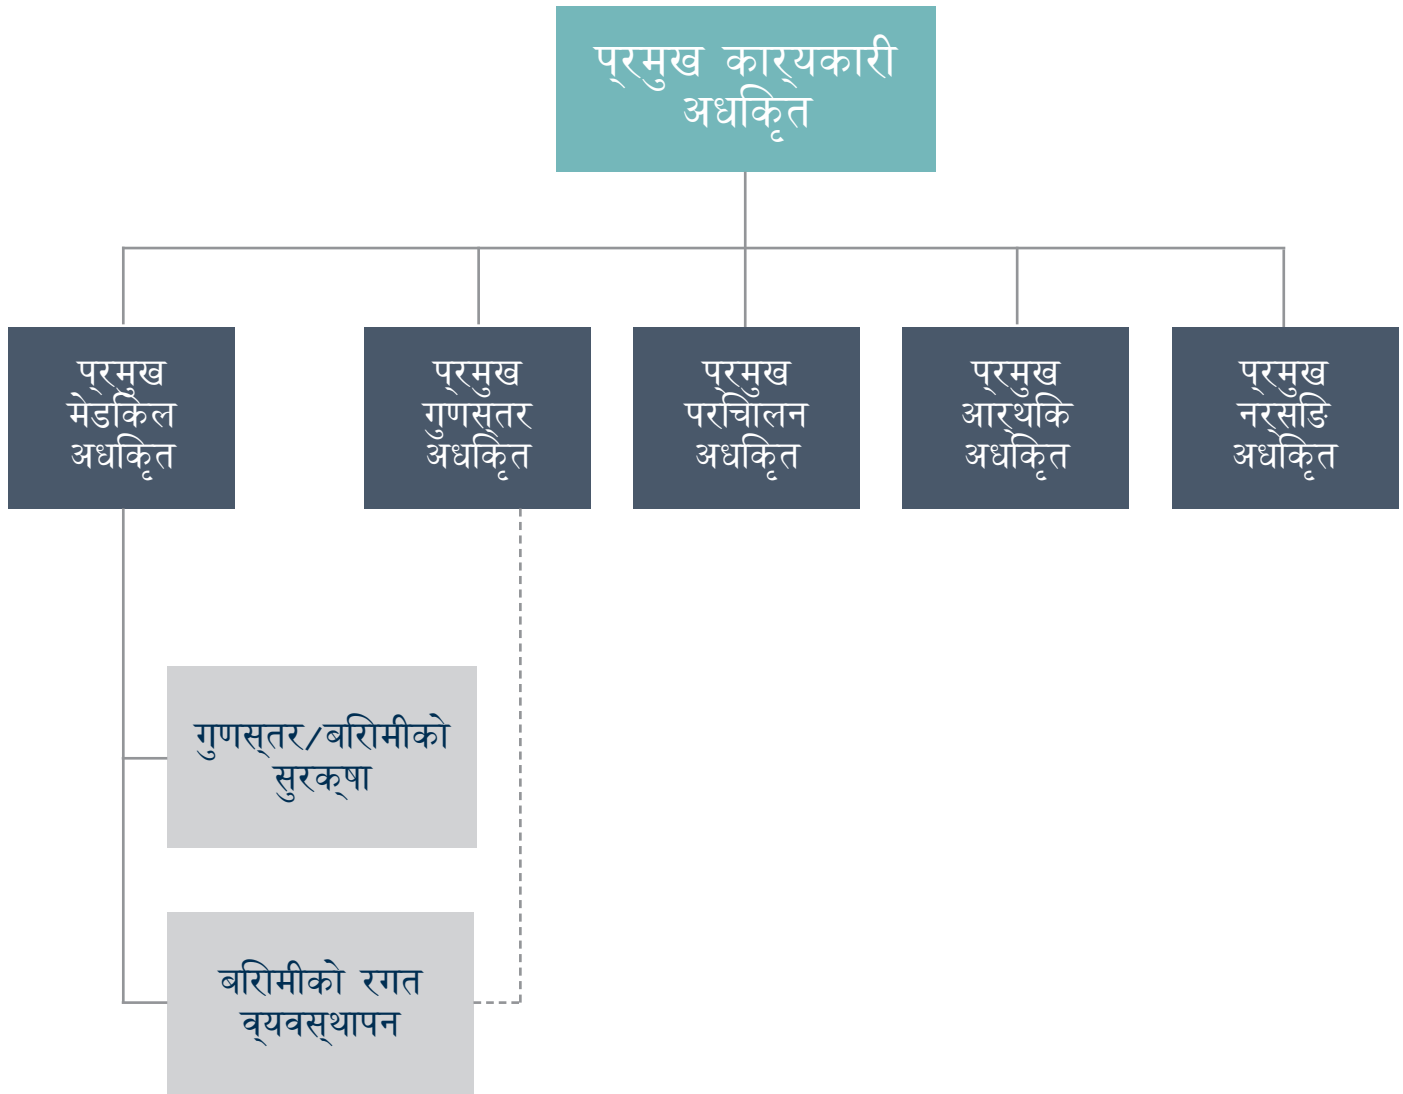 प्रमुख कार्यकारी
अधिकृत
प्रमुख
मेडिकल
अधिकृत
प्रमुख
गुणस्तर
अधिकृत
प्रमुख
परिचालन
अधिकृत
प्रमुख
आर्थिक
अधिकृत
प्रमुख
नर्सिङ
अधिकृत
गुणस्तर/बिरामीको
सुरक्षा
बिरामीको रगत
व्यवस्थापन